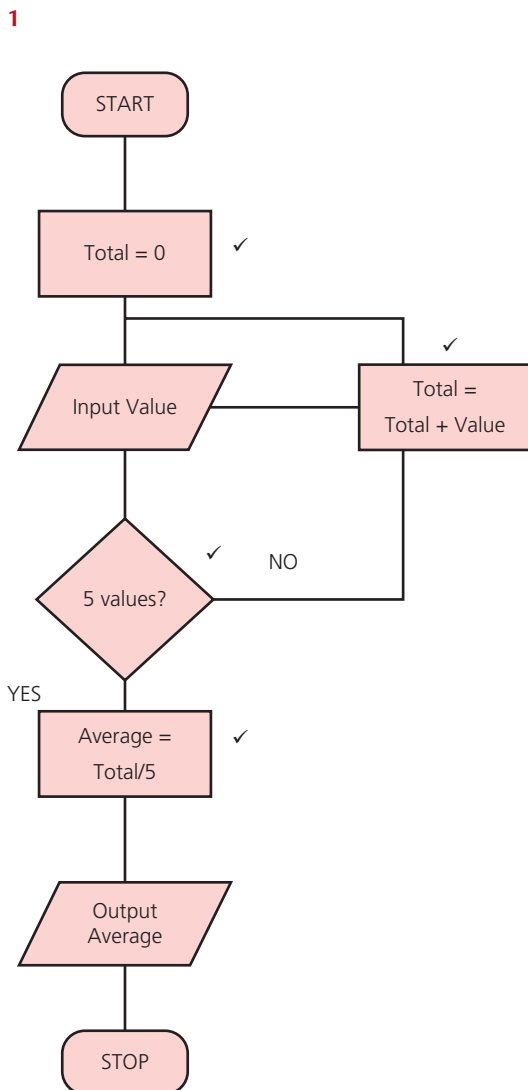 1
START
Total = 0 ✓
✓
Input Value
Total =
Total + Value
✓
NO
5 values?
YES
Average =
Total/5
✓
Output
Average
STOP